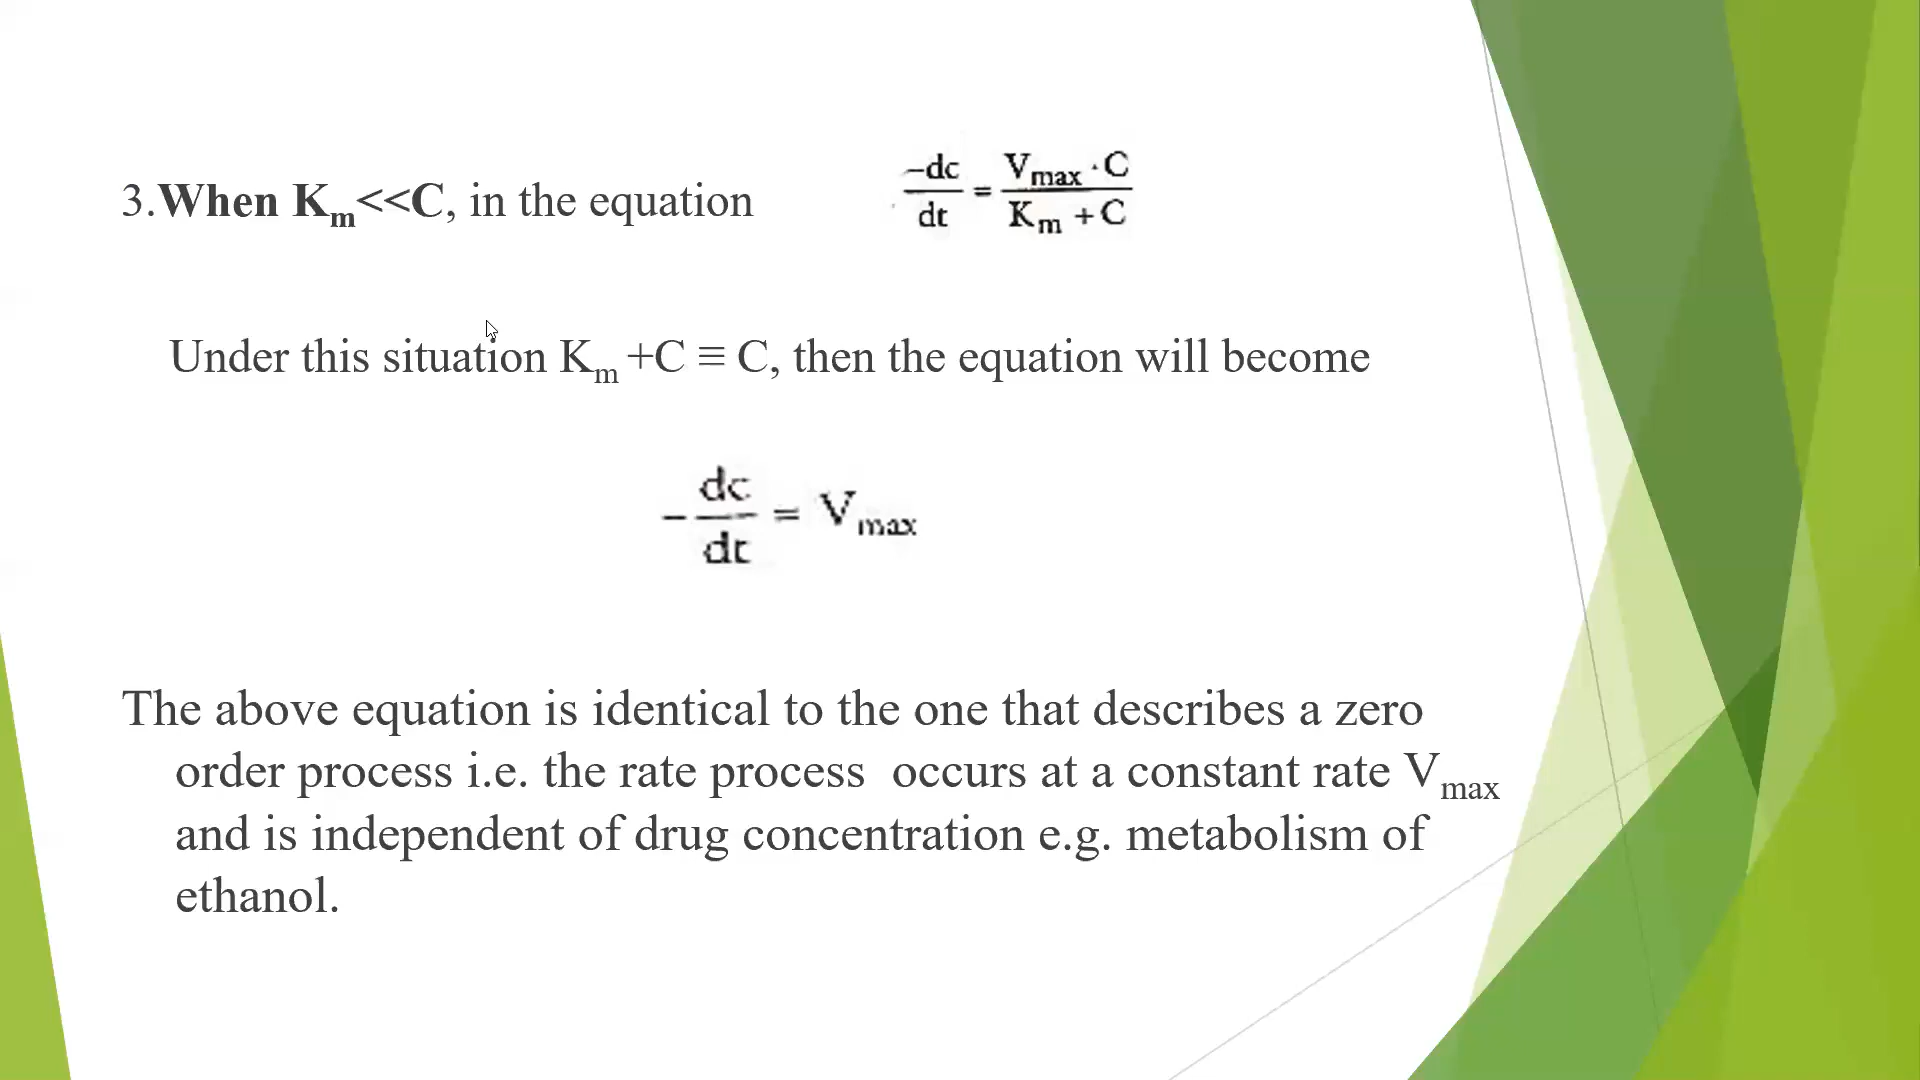 3.When Km<<C, in the equation -dc/dt = Vmax · C / Km + C
Under this situation Km +C ≡ C, then the equation will become
- dc/dt = Vmax
The above equation is identical to the one that describes a zero
order process i.e. the rate process occurs at a constant rate Vmax
and is independent of drug concentration e.g. metabolism of
ethanol.